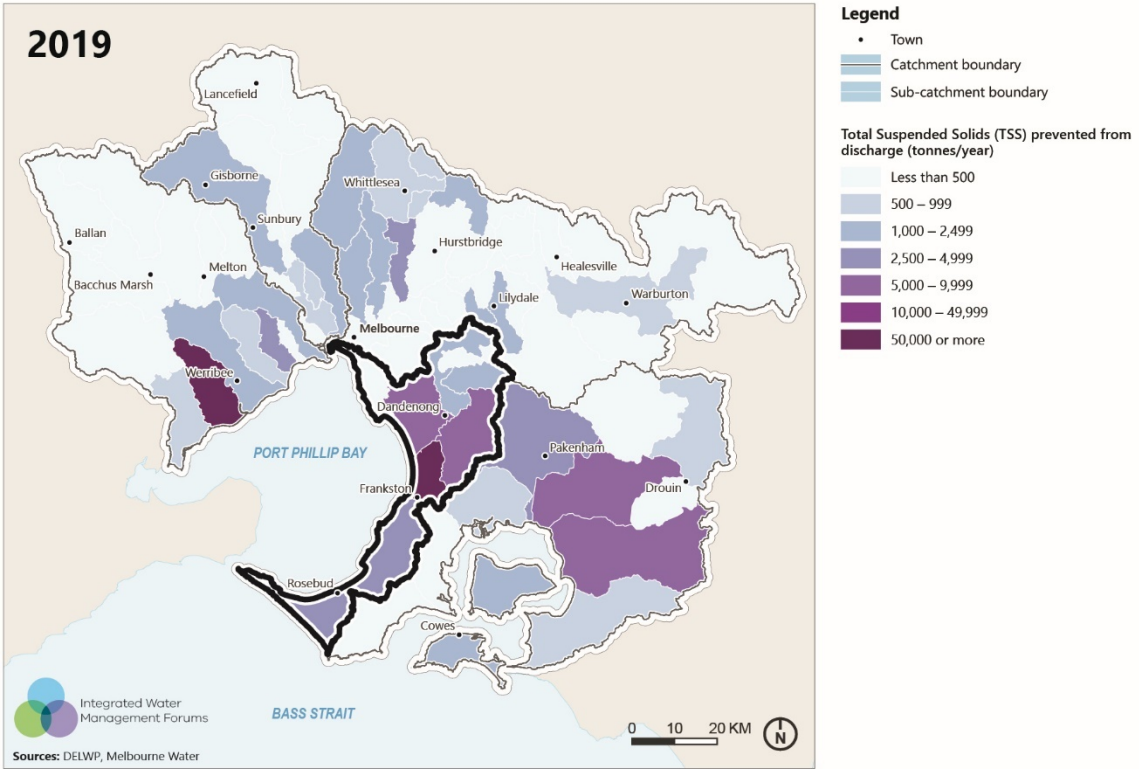 2019
Lancefield
Gisborne
Whittlesea
Sunbury
Ballan
Hurstbridge
Healesville
Melton
Bacchus Marsh
Lilydale
Warburton
Melbourne
Werribee
Dandenong
PORT PHILLIP BAY
Pakenham
Frankston
Drouin
Rosebud
Cowes
BASS STRAIT
Integrated Water
Management Forums
0 10 20 KM
N
Sources: DELWP, Melbourne Water
Legend
Town
Catchment boundary
Sub-catchment boundary
Total Suspended Solids (TSS) prevented from
discharge (tonnes/year)
Less than 500
500 – 999
1,000 – 2,499
2,500 – 4,999
5,000 – 9,999
10,000 – 49,999
50,000 or more